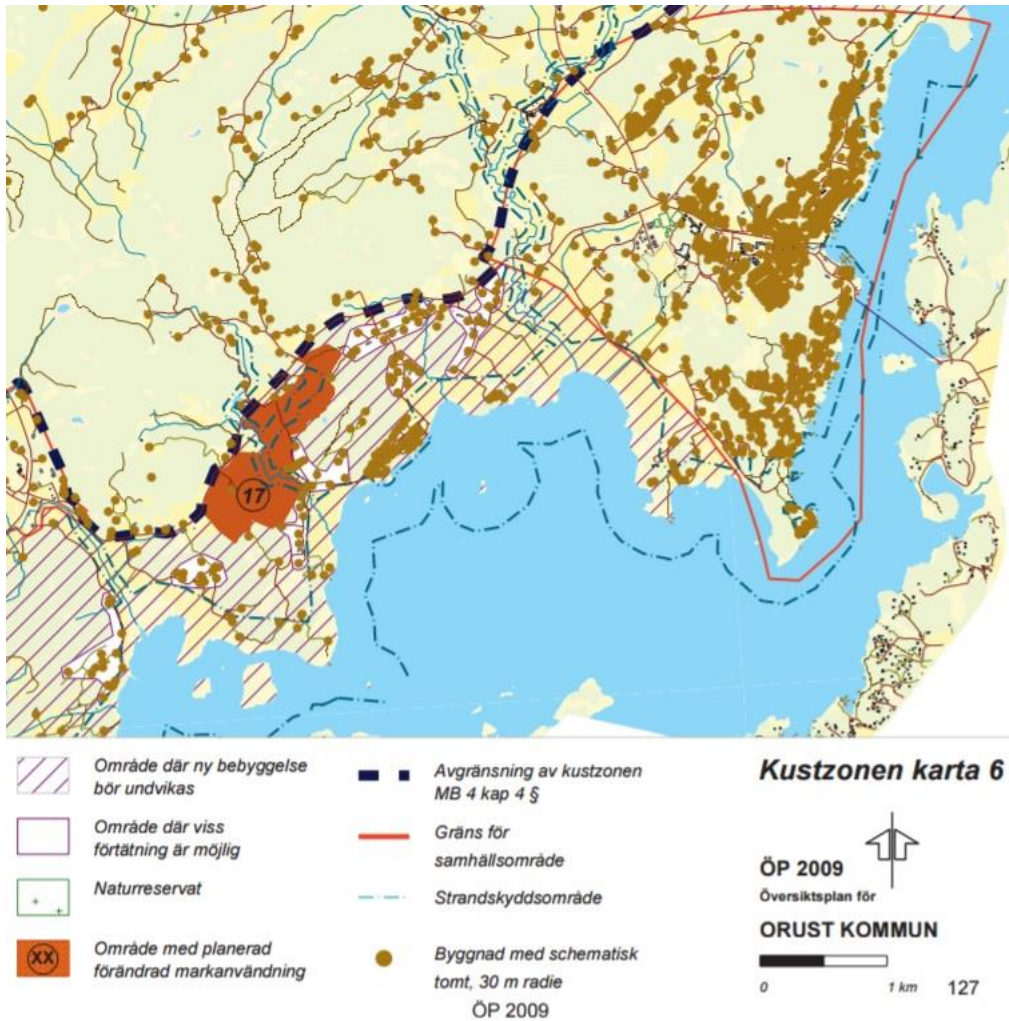 17
Område där ny bebyggelse
bör undvikas
Område där viss
förtätning är möjlig
Naturreservat
XX
Område med planerad
förändrad markanvändning
Avgränsning av kustzonen
MB 4 kap 4 §
Gräns för
samhällsområde
Strandskyddsområde
Byggnad med schematisk
tomt, 30 m radie
ÖP 2009
Kustzonen karta 6
ÖP 2009
Översiktsplan för
ORUST KOMMUN
0 1 km 127